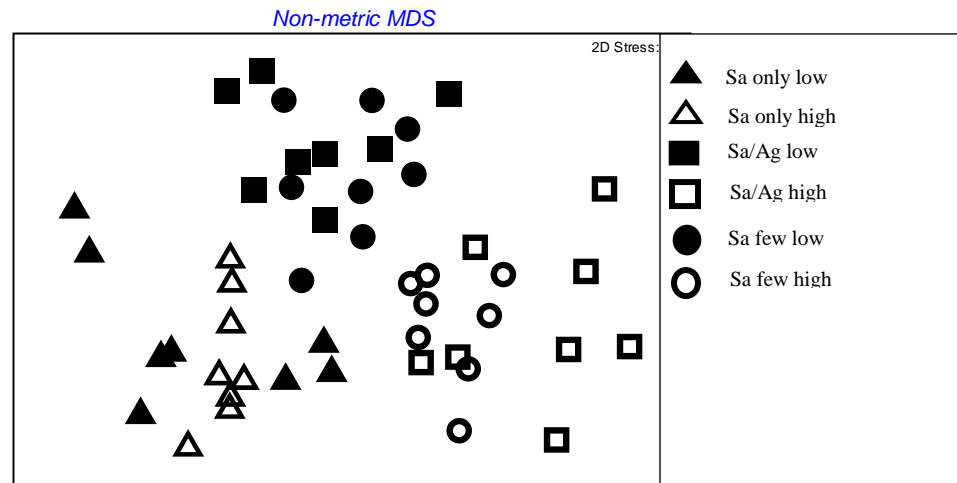 Non-metric MDS
2D Stress:
Sa only low
Sa only high
Sa/Ag low
Sa/Ag high
Sa few low
Sa few high